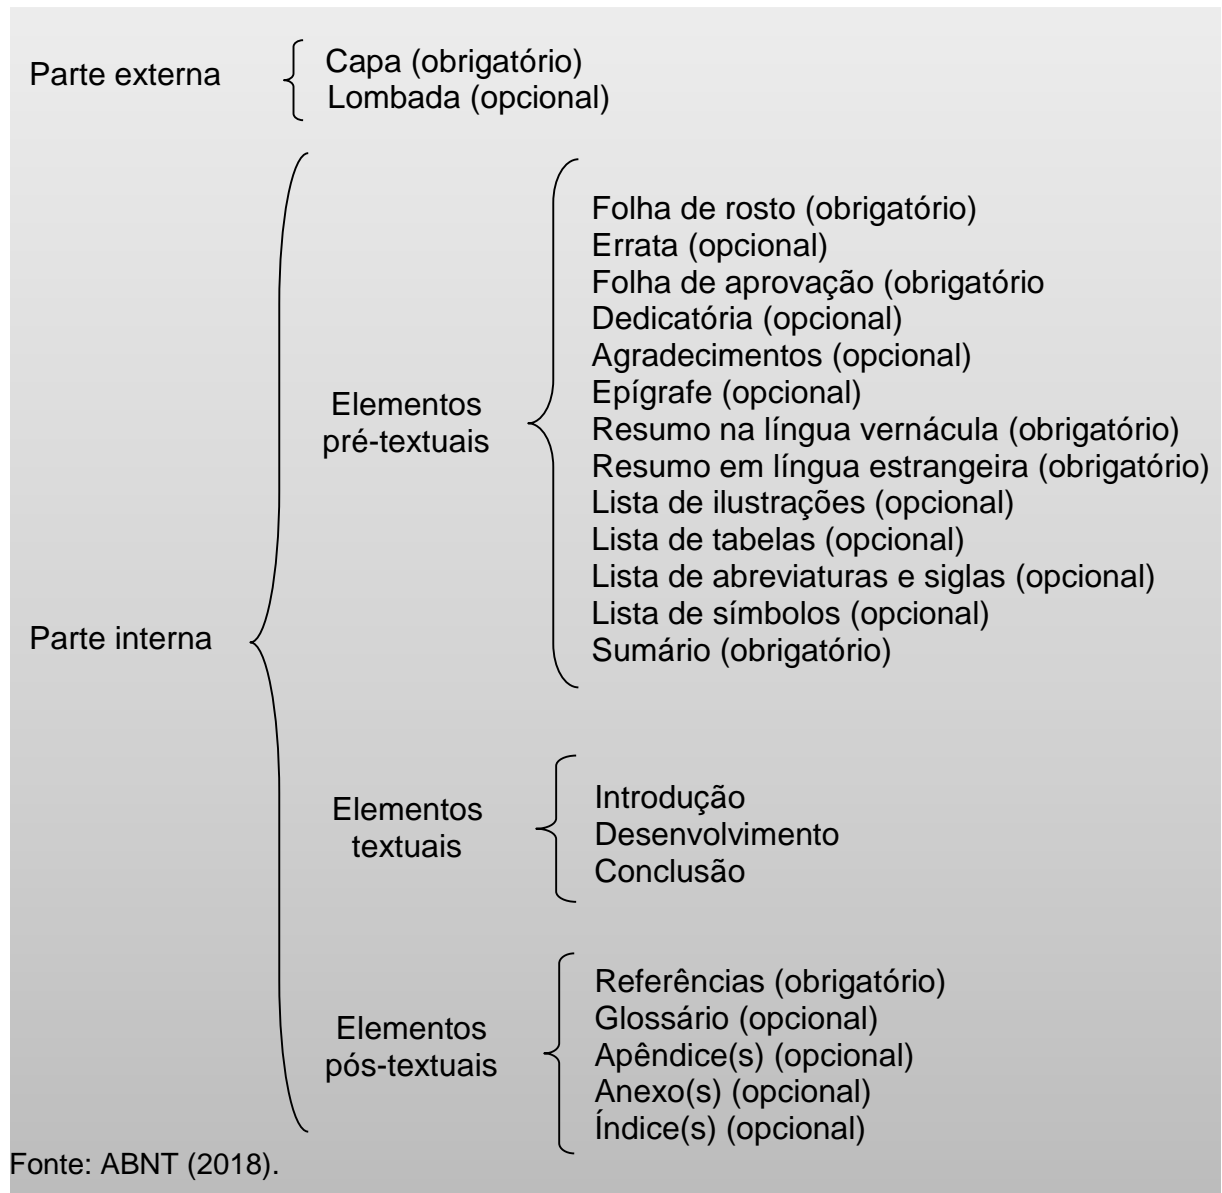 Parte externa
Capa (obrigatório)
Lombada (opcional)
Parte interna
Elementos
pré-textuais
Folha de rosto (obrigatório)
Errata (opcional)
Folha de aprovação (obrigatório
Dedicatória (opcional)
Agradecimentos (opcional)
Epígrafe (opcional)
Resumo na língua vernácula (obrigatório)
Resumo em língua estrangeira (obrigatório)
Lista de ilustrações (opcional)
Lista de tabelas (opcional)
Lista de abreviaturas e siglas (opcional)
Lista de símbolos (opcional)
Sumário (obrigatório)
Elementos
textuais
Introdução
Desenvolvimento
Conclusão
Elementos
pós-textuais
Referências (obrigatório)
Glossário (opcional)
Apêndice(s) (opcional)
Anexo(s) (opcional)
Índice(s) (opcional)
Fonte: ABNT (2018).